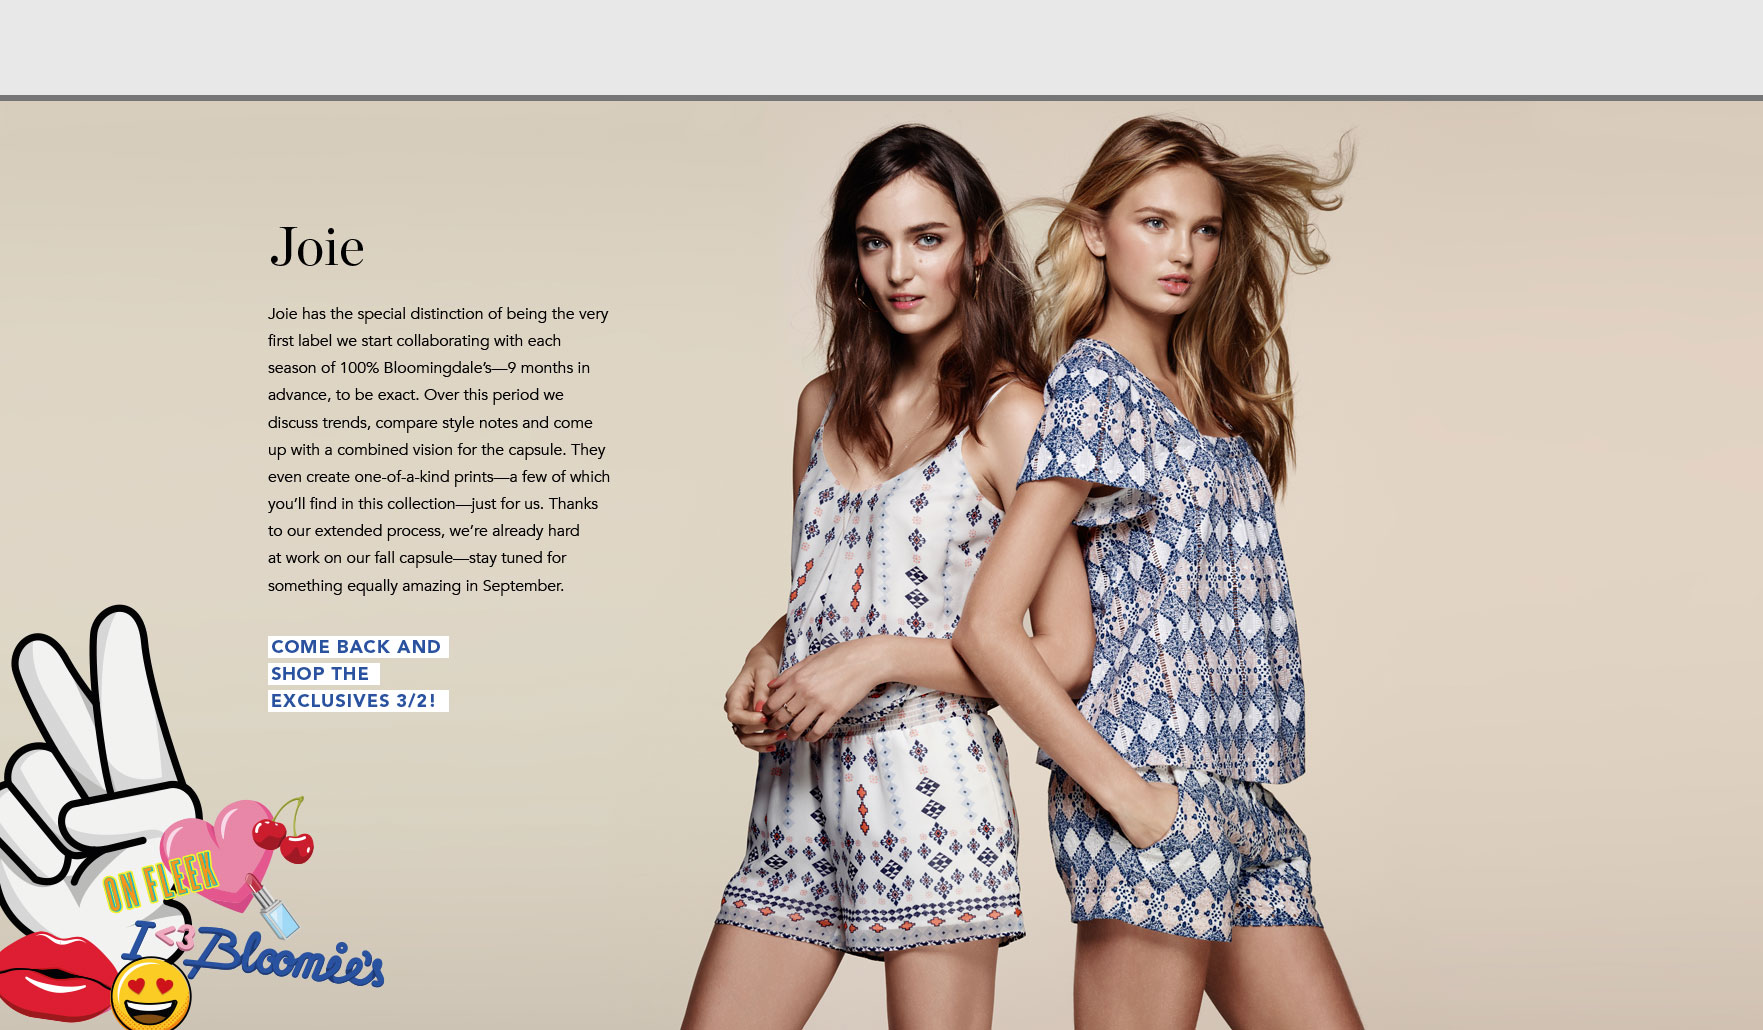 Joie
Joie has the special distinction of being the very
first label we start collaborating with each
season of 100% Bloomingdale’s—9 months in
advance, to be exact. Over this period we
discuss trends, compare style notes and come
up with a combined vision for the capsule. They
even create one-of-a-kind prints—a few of which
you’ll find in this collection—just for us. Thanks
to our extended process, we’re already hard
at work on our fall capsule—stay tuned for
something equally amazing in September.
COME BACK AND
SHOP THE
EXCLUSIVES 3/2!
ON FLEEK
I <3 Bloomie's